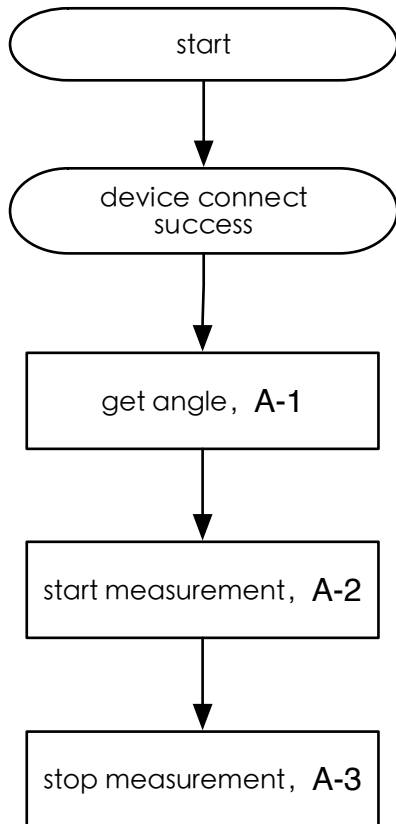 start
device connect
success
get angle, A-1
start measurement, A-2
stop measurement, A-3